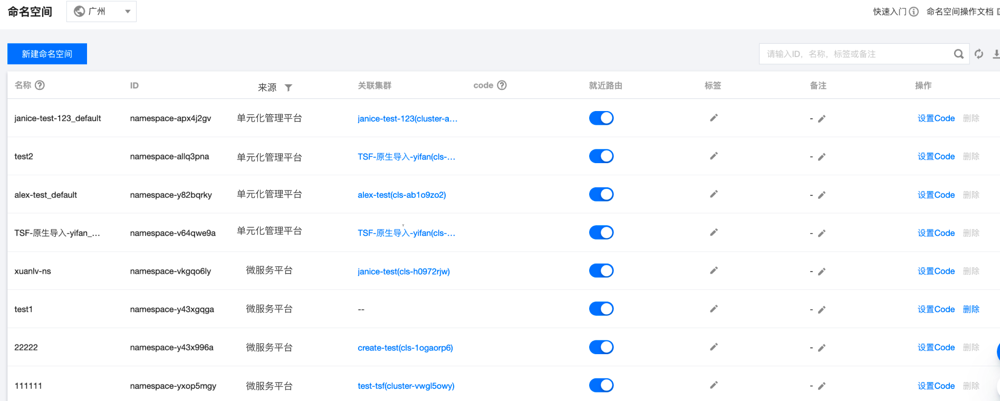 命名空间 广州 快速入门 命名空间操作文档
新建命名空间 请输入ID，名称，标签或备注
名称 ID 来源 关联集群 code 就近路由 标签 备注 操作
janice-test-123_default namespace-apx4j2gv 单元化管理平台 janice-test-123(cluster-a... - 设置Code 删除
test2 namespace-allq3pna 单元化管理平台 TSF-原生导入-yifan(cls-... - 设置Code 删除
alex-test_default namespace-y82bqrky 单元化管理平台 alex-test(cls-ab1o9zo2) - 设置Code 删除
TSF-原生导入-yifan_... namespace-v64qwe9a 单元化管理平台 TSF-原生导入-yifan(cls-... - 设置Code 删除
xuanlv-ns namespace-vkgqo6ly 微服务平台 janice-test(cls-h0972rjw) - 设置Code 删除
test1 namespace-y43xgqga 微服务平台 -- - 设置Code 删除
22222 namespace-y43x996a 微服务平台 create-test(cls-1ogaorp6) - 设置Code 删除
111111 namespace-yxop5mgy 微服务平台 test-tsf(cluster-vwgl5owy) - 设置Code 删除